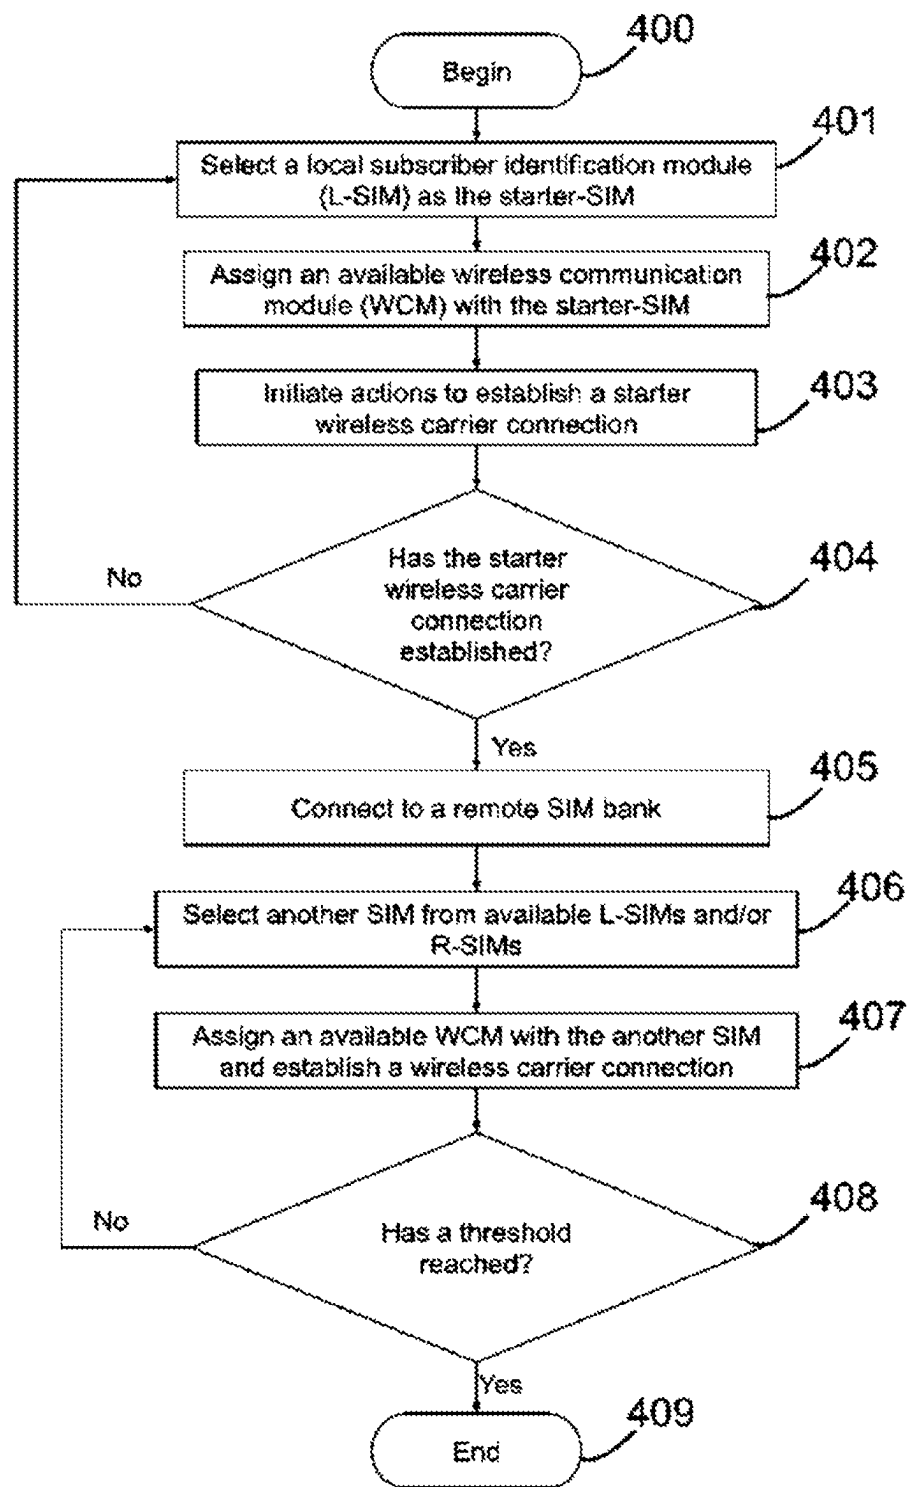 400
Begin
401
Select a local subscriber identification module
(L-SIM) as the starter-SIM
402
Assign an available wireless communication
module (WCM) with the starter-SIM
403
Initiate actions to establish a starter
wireless carrier connection
404
Has the starter
wireless carrier
connection
established?
No
Yes
405
Connect to a remote SIM bank
406
Select another SIM from available L-SIMs and/or
R-SIMs
407
Assign an available WCM with the another SIM
and establish a wireless carrier connection
408
Has a threshold
reached?
No
Yes
409
End